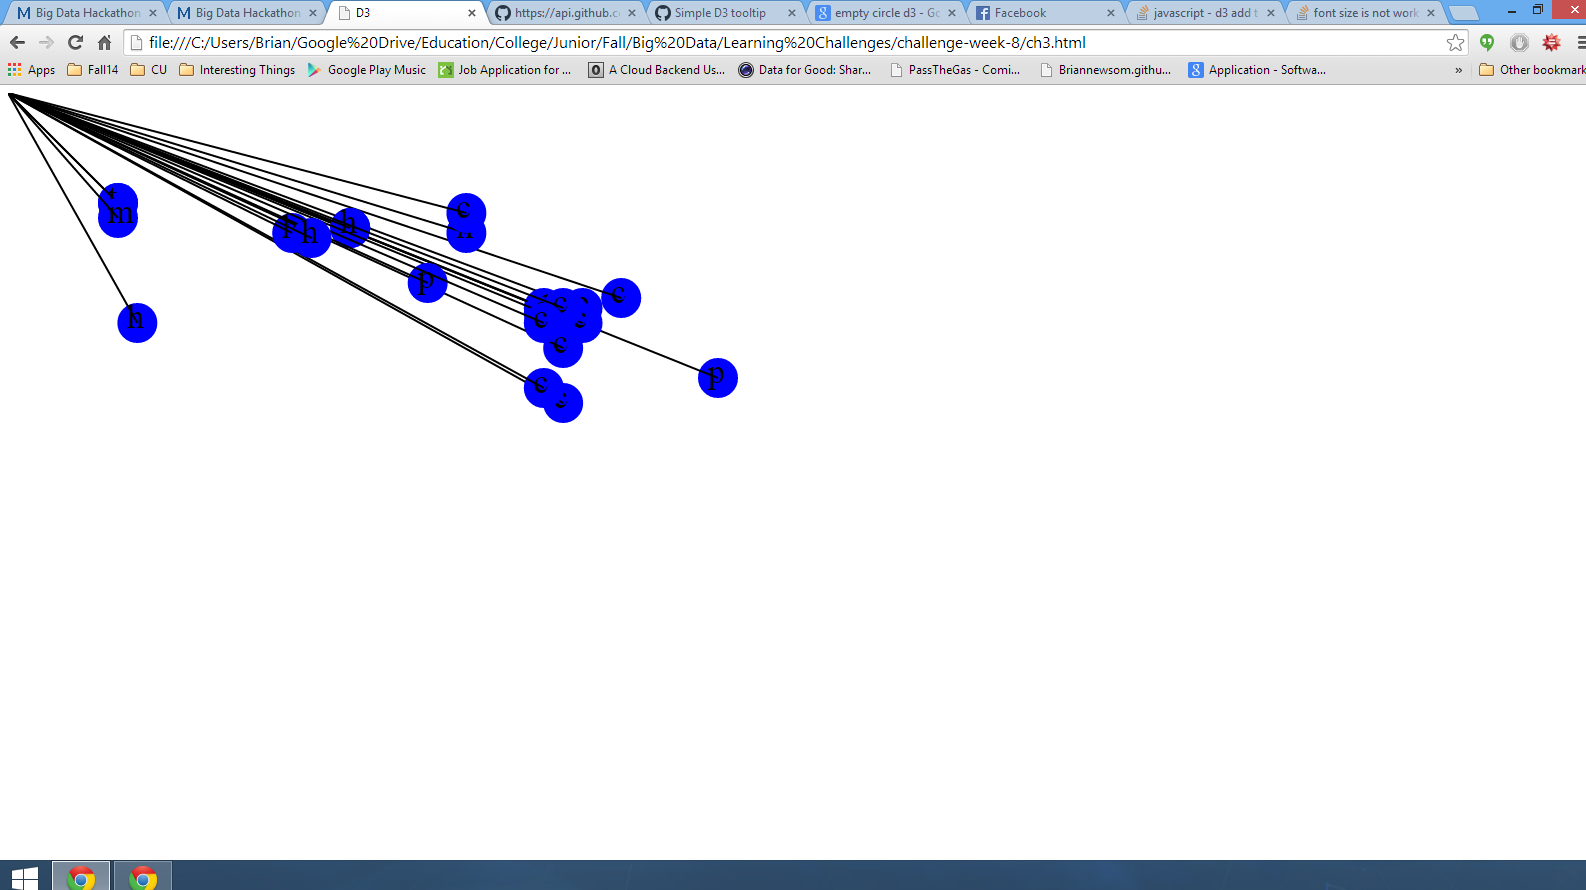 Big Data Hackathon
Big Data Hackathon
D3
https://api.github.c
Simple D3 tooltip
empty circle d3 - Go
Facebook
javascript - d3 add t
font size is not work
file:///C:/Users/Brian/Google%20Drive/Education/College/Junior/Fall/Big%20Data/Learning%20Challenges/challenge-week-8/ch3.html
Apps
Fall14
CU
Interesting Things
Google Play Music
Job Application for ...
A Cloud Backend Us...
Data for Good: Shar...
PassTheGas - Comi...
Briannewsom.githu...
Application - Softwa...
»
Other bookmark
c
m
h
h
p
c
c
c
c
h
p
c